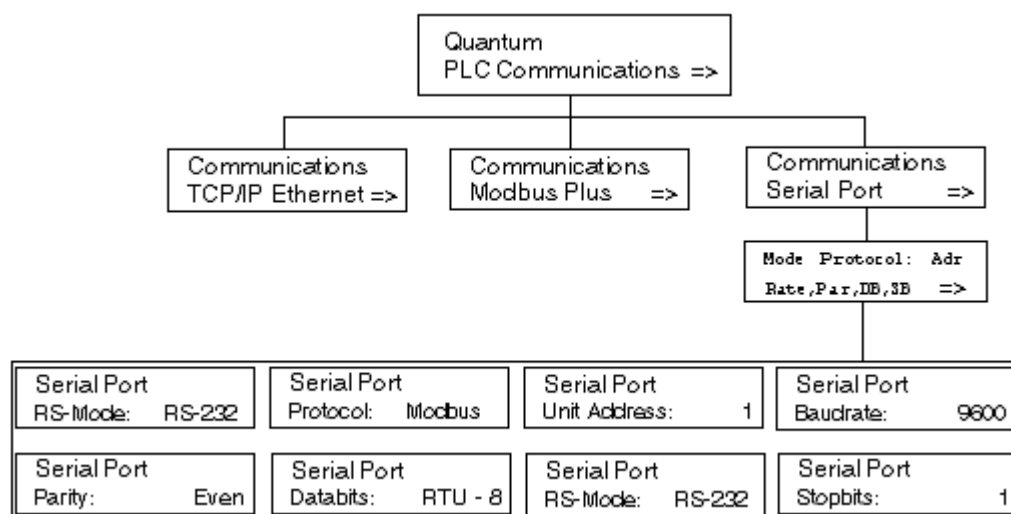 Quantum
PLC Communications =>
Communications
TCP/IP Ethernet =>
Communications
Modbus Plus =>
Communications
Serial Port =>
Mode Protocol: Adr
Rate,Par,DB,SB =>
Serial Port
RS-Mode: RS-232
Serial Port
Protocol: Modbus
Serial Port
Unit Address: 1
Serial Port
Baudrate: 9600
Serial Port
Parity: Even
Serial Port
Databits: RTU - 8
Serial Port
RS-Mode: RS-232
Serial Port
Stopbits: 1